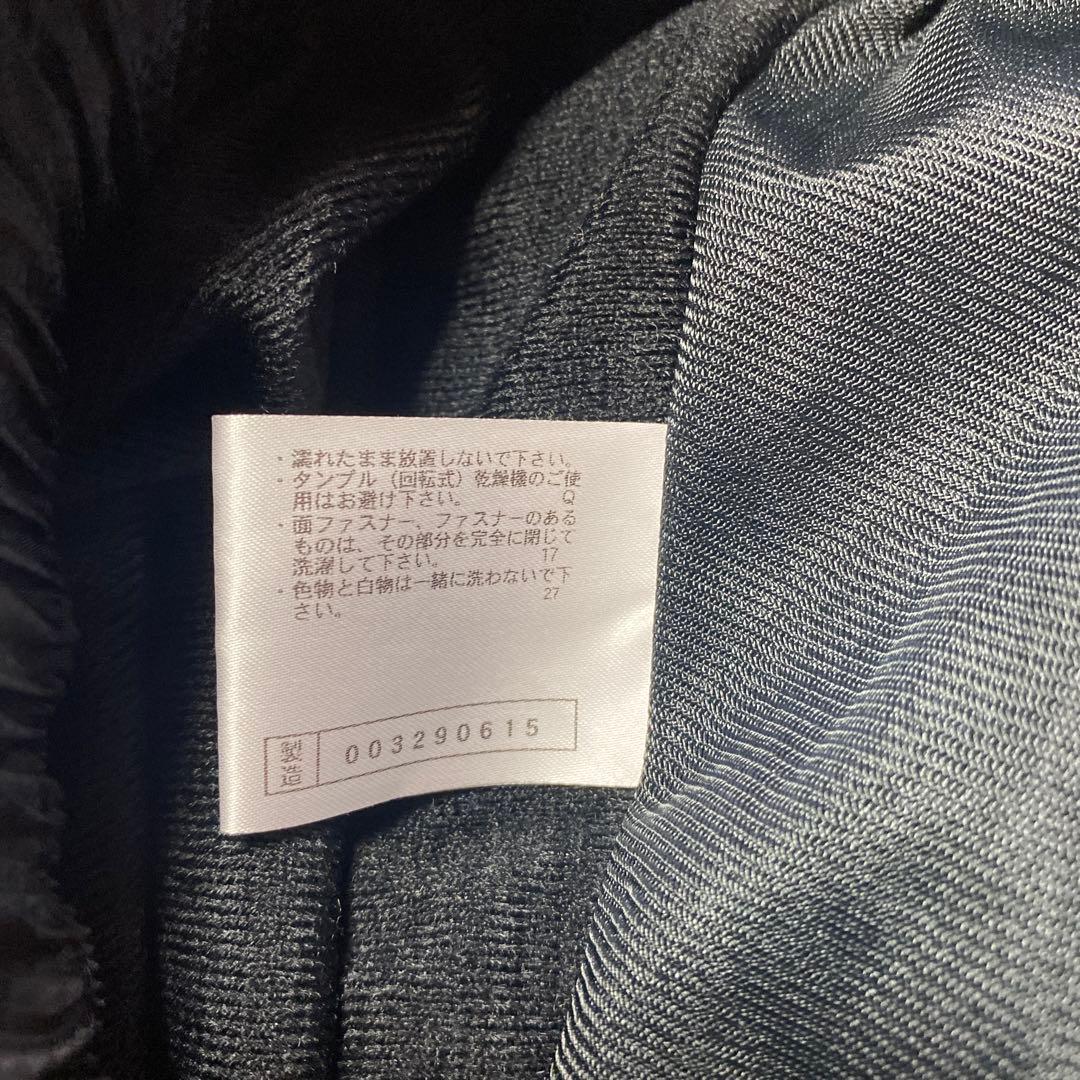 ・濡れたまま放置しないで下さい。
・タンブル（回転式）乾燥機のご使
用はお避け下さい。 Q
・面ファスナー、ファスナーのある
ものは、その部分を完全に閉じて
洗濯して下さい。 17
・色物と白物は一緒に洗わないで下
さい。 27
製造 003290615